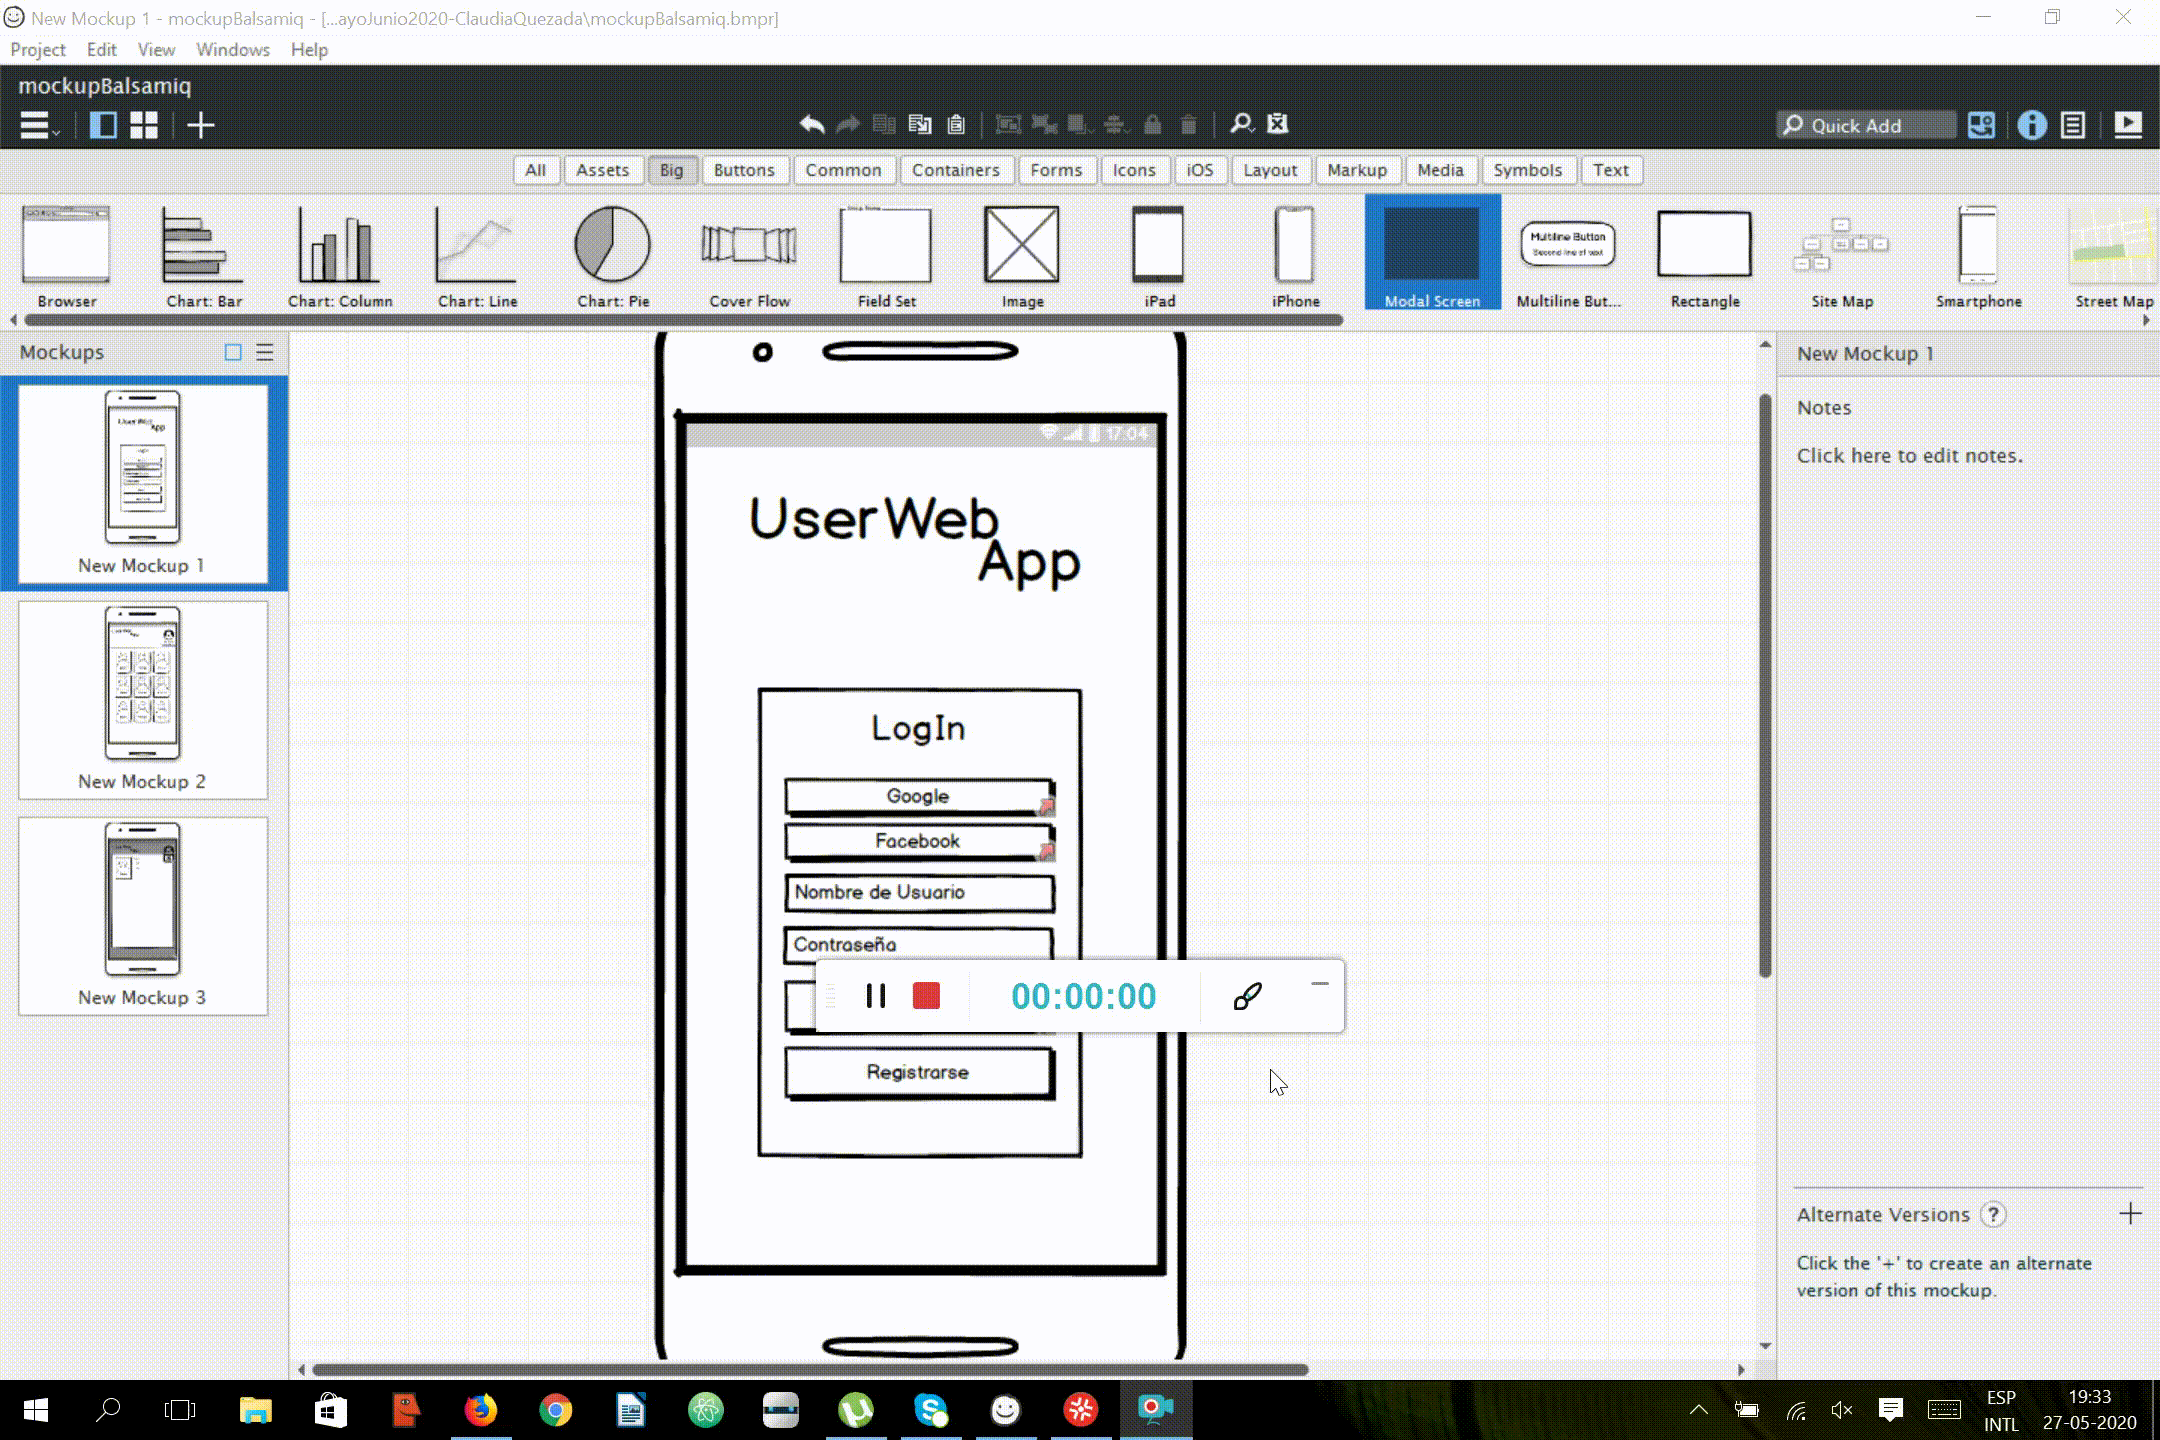 New Mockup 1 - mockupBalsamiq - [...ayoJunio2020-ClaudiaQuezada\mockupBalsamiq.bmpr]
Project Edit View Windows Help
mockupBalsamiq
Quick Add
All Assets Big Buttons Common Containers Forms Icons iOS Layout Markup Media Symbols Text
Multiline Button
Second line of text
Browser Chart: Bar Chart: Column Chart: Line Chart: Pie Cover Flow Field Set Image iPad iPhone Modal Screen Multiline But... Rectangle Site Map Smartphone Street Map
Mockups
New Mockup 1
New Mockup 2
New Mockup 3
17:04
UserWeb
App
LogIn
Google
Facebook
Nombre de Usuario
Contraseña
00:00:00
Registrarse
New Mockup 1
Notes
Click here to edit notes.
Alternate Versions ?
Click the '+' to create an alternate
version of this mockup.
ESP
INTL
19:33
27-05-2020